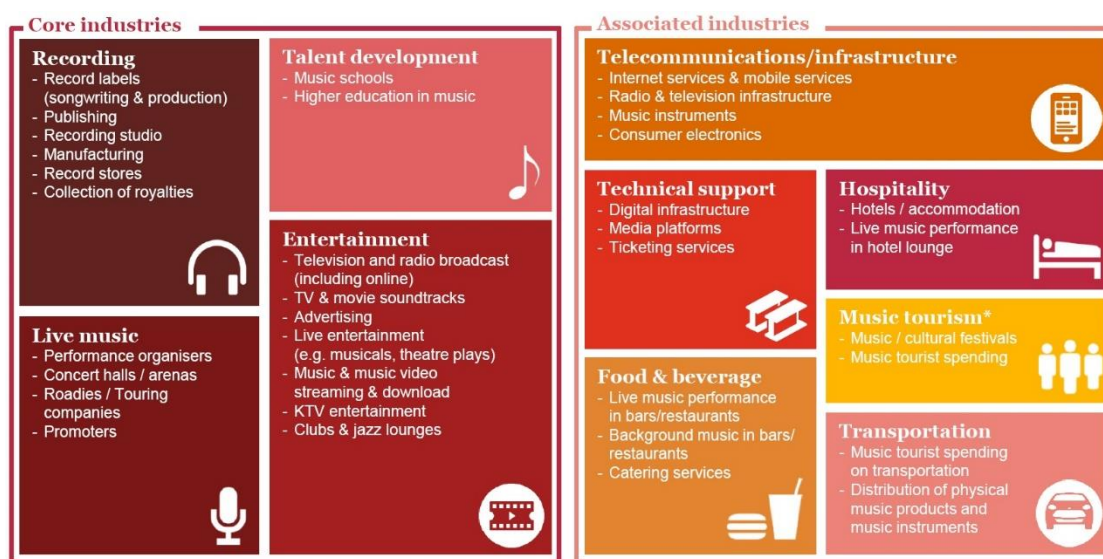 Core industries
Recording
- Record labels
(songwriting & production)
- Publishing
- Recording studio
- Manufacturing
- Record stores
- Collection of royalties
Talent development
- Music schools
- Higher education in music
Live music
- Performance organisers
- Concert halls / arenas
- Roadies / Touring
companies
- Promoters
Entertainment
- Television and radio broadcast
(including online)
- TV & movie soundtracks
- Advertising
- Live entertainment
(e.g. musicals, theatre plays)
- Music & music video
streaming & download
- KTV entertainment
- Clubs & jazz lounges
Associated industries
Telecommunications/infrastructure
- Internet services & mobile services
- Radio & television infrastructure
- Music instruments
- Consumer electronics
Technical support
- Digital infrastructure
- Media platforms
- Ticketing services
Hospitality
- Hotels / accommodation
- Live music performance
in hotel lounge
Music tourism*
- Music / cultural festivals
- Music tourist spending
Food & beverage
- Live music performance
in bars/restaurants
- Background music in bars/
restaurants
- Catering services
Transportation
- Music tourist spending
on transportation
- Distribution of physical
music products and
music instruments